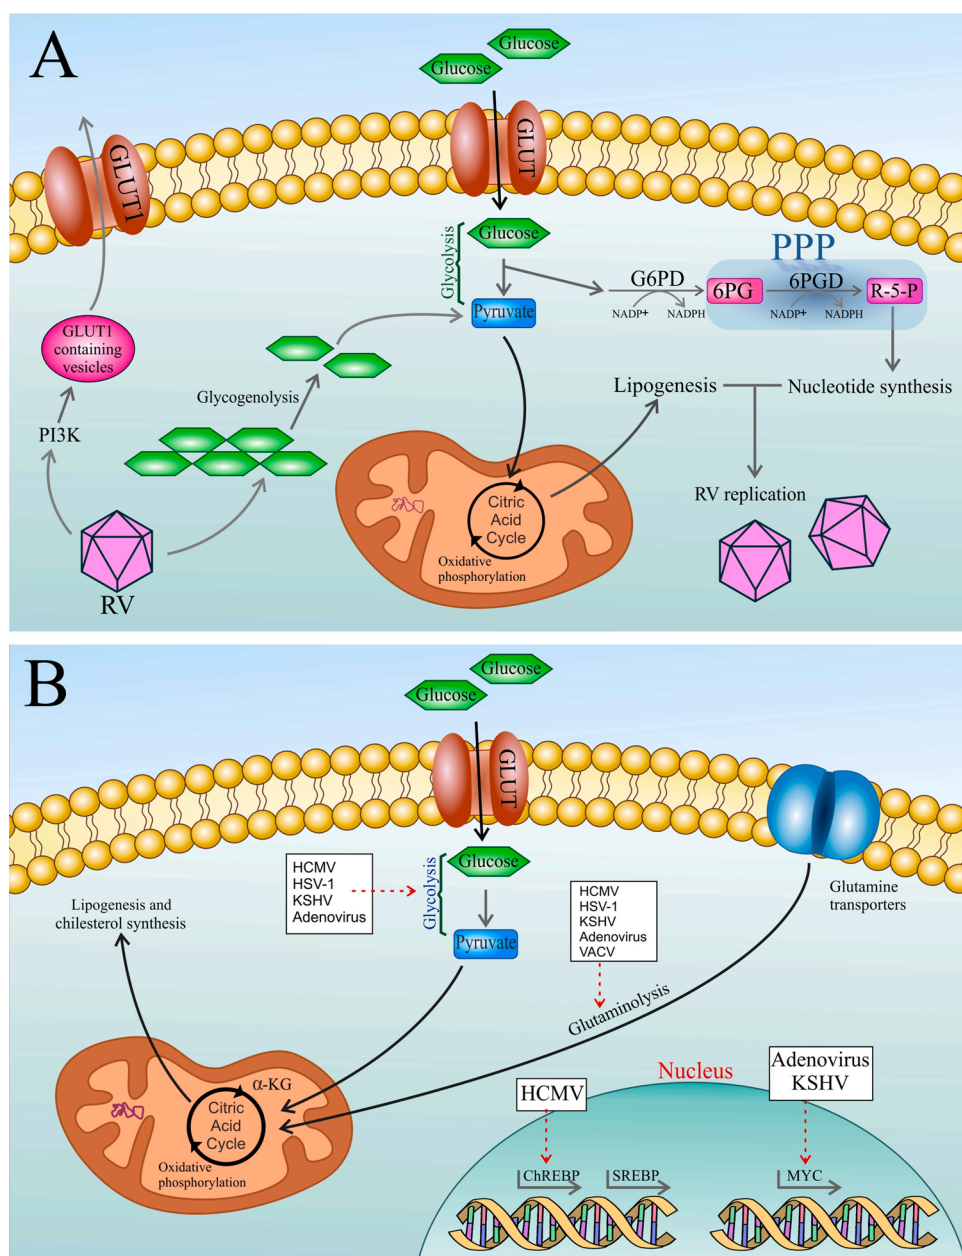 A
Glucose
Glucose
GLUT1
GLUT
Glucose
Glycolysis
Pyruvate
PPP
G6PD
6PG
6PGD
R-5-P
NADP+
NADPH
NADP+
NADPH
GLUT1
containing
vesicles
Glycogenolysis
PI3K
Lipogenesis
Nucleotide synthesis
RV replication
Citric
Acid
Cycle
Oxidative
phosphorylation
RV
B
Glucose
Glucose
GLUT
HCMV
HSV-1
KSHV
Adenovirus
Glycolysis
Glucose
Pyruvate
HCMV
HSV-1
KSHV
Adenovirus
VACV
Glutamine
transporters
Lipogenesis and
chilesterol synthesis
Glutaminolysis
α-KG
Citric
Acid
Cycle
Oxidative
phosphorylation
Nucleus
HCMV
Adenovirus
KSHV
ChREBP
SREBP
MYC